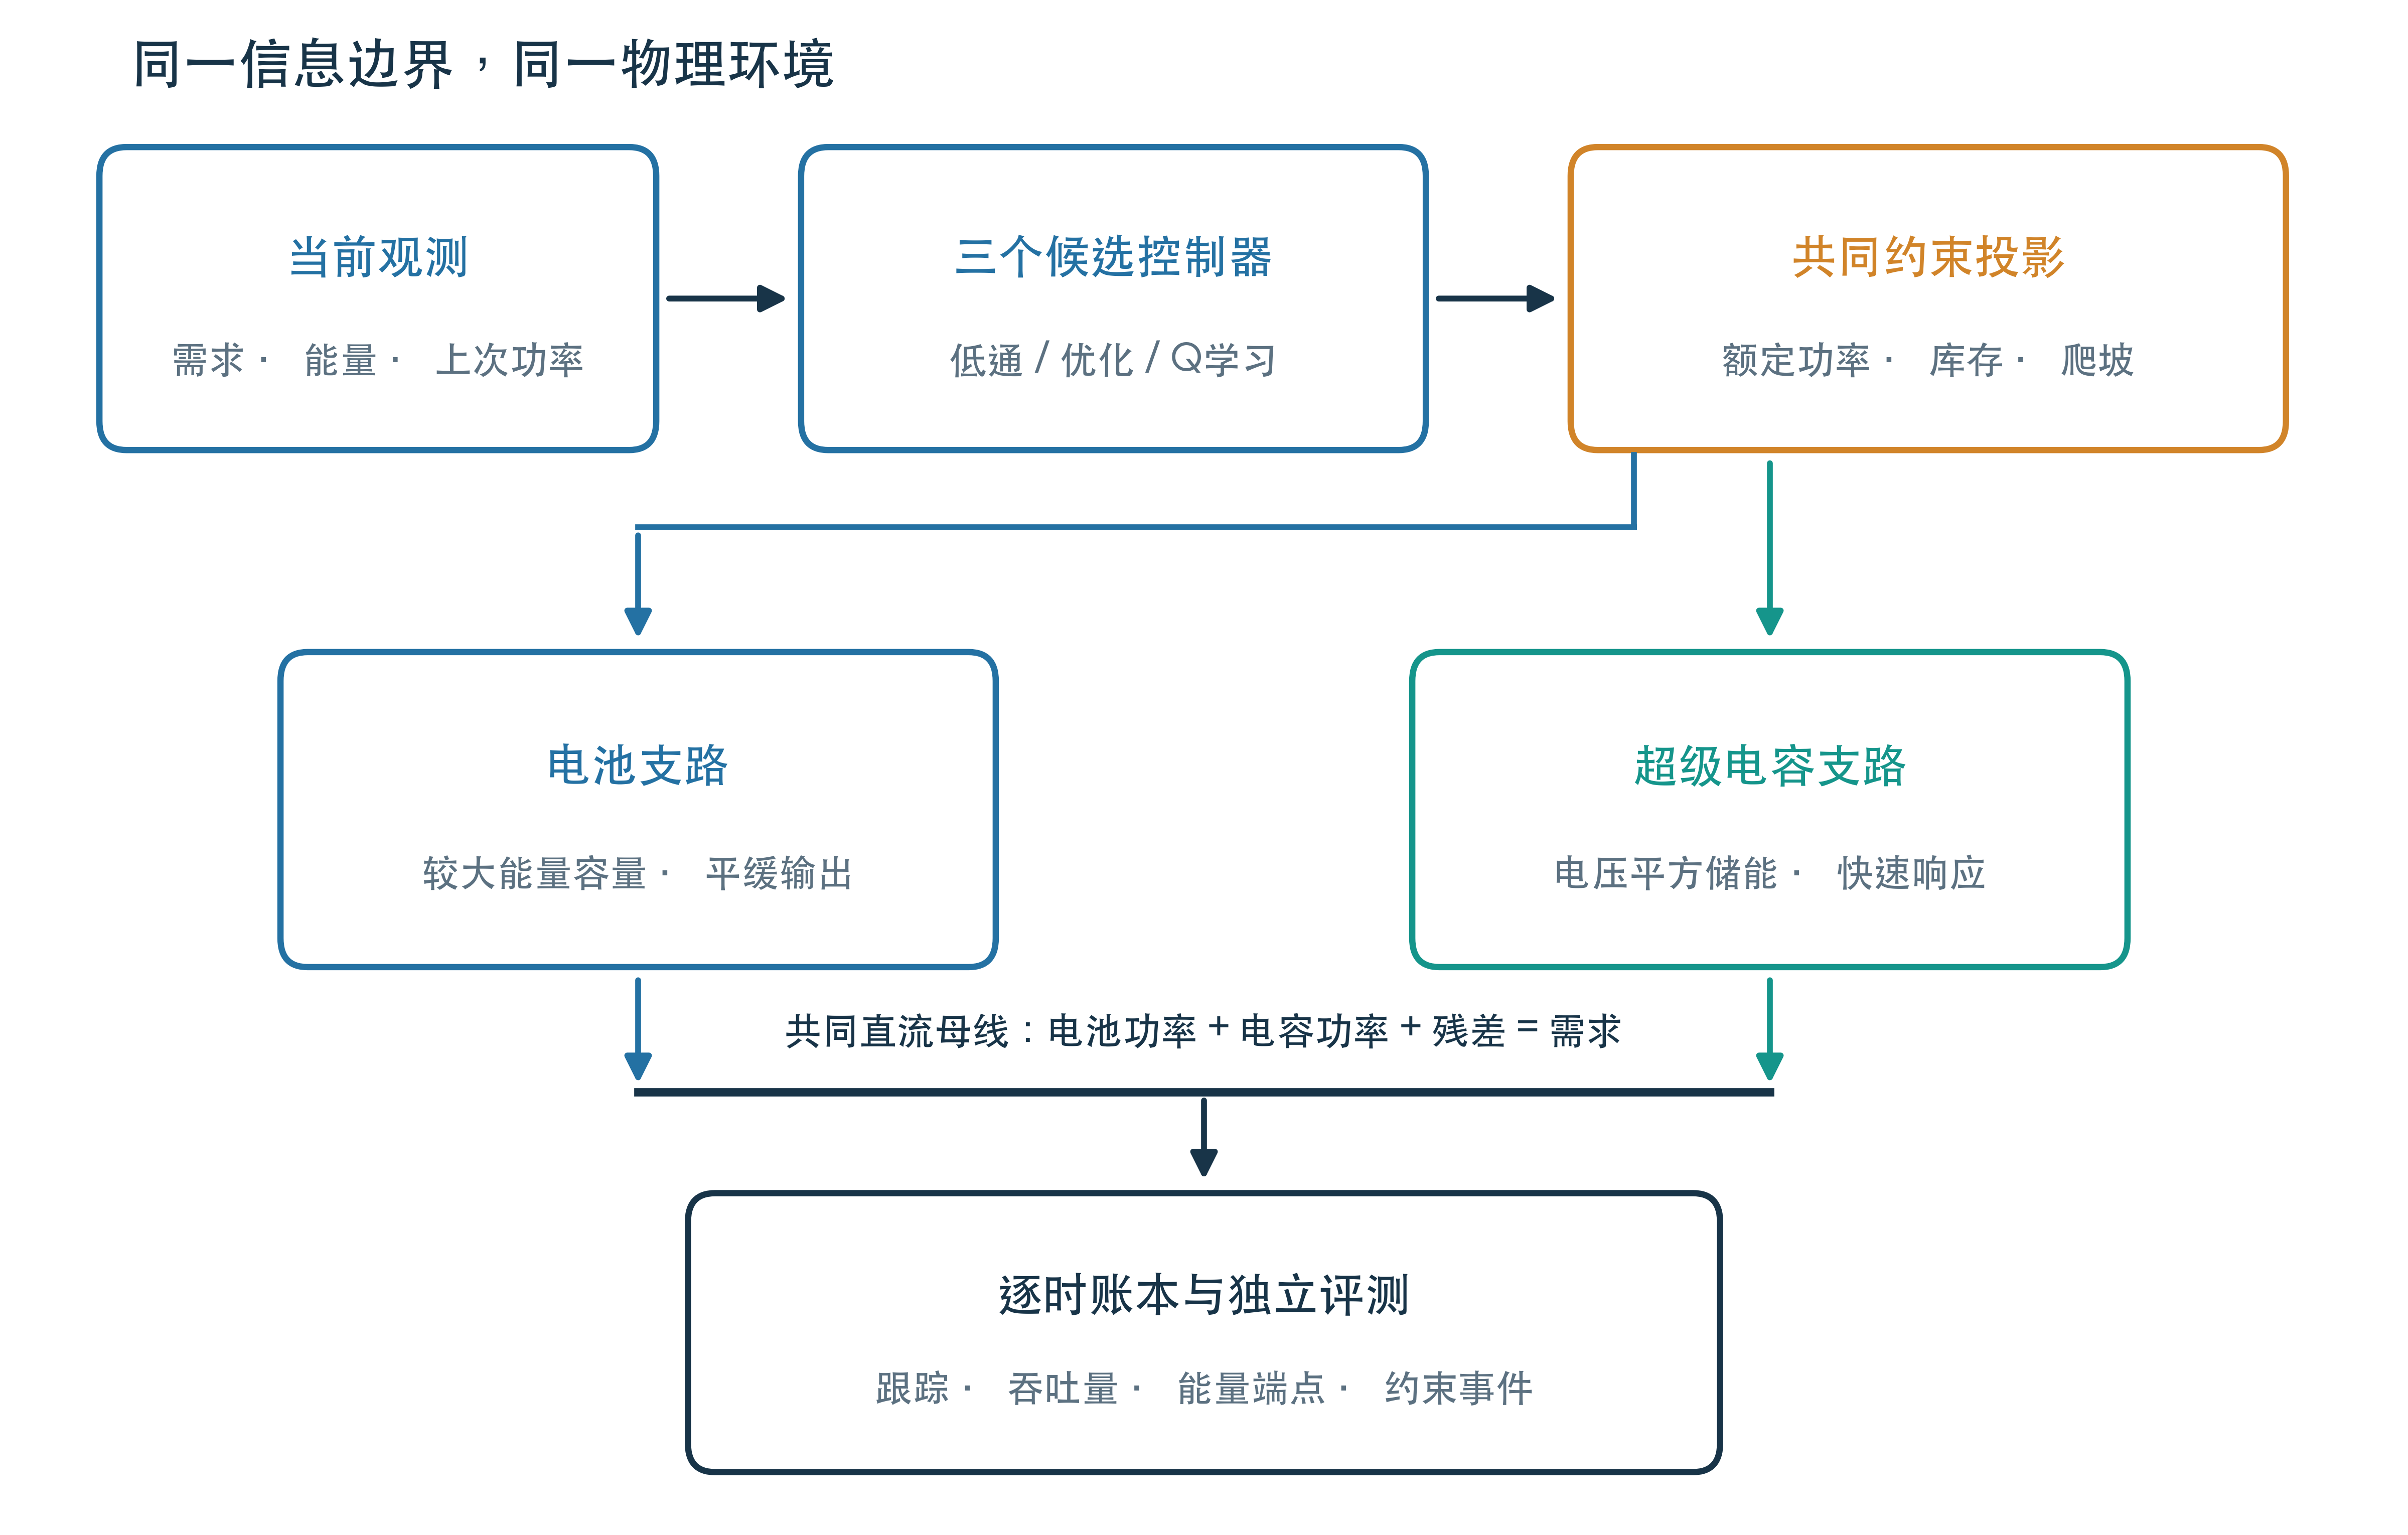 同一信息边界，同一物理环境
当前观测
需求 · 能量 · 上次功率
三个候选控制器
低通 / 优化 / Q学习
共同约束投影
额定功率 · 库存 · 爬坡
电池支路
较大能量容量 · 平缓输出
超级电容支路
电压平方储能 · 快速响应
共同直流母线：电池功率 + 电容功率 + 残差 = 需求
逐时账本与独立评测
跟踪 · 吞吐量 · 能量端点 · 约束事件